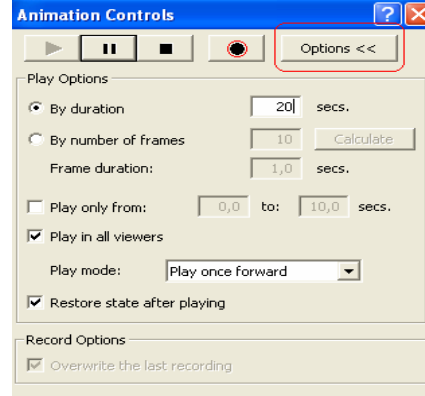 Animation Controls
Options <<
Play Options
By duration 20 secs.
By number of frames 10 Calculate
Frame duration: 1,0 secs.
Play only from: 0,0 to: 10,0 secs.
Play in all viewers
Play mode: Play once forward
Restore state after playing
Record Options
Overwrite the last recording